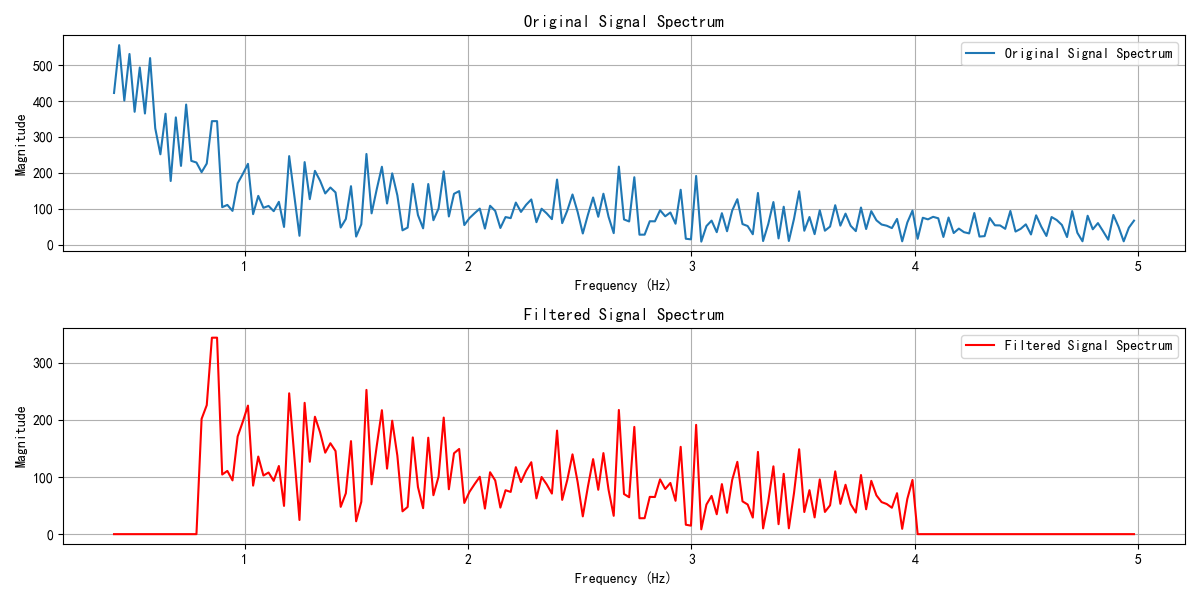 Original Signal Spectrum
Original Signal Spectrum
Magnitude
500
400
300
200
100
0
1
2
3
4
5
Frequency (Hz)
Filtered Signal Spectrum
Filtered Signal Spectrum
Magnitude
300
200
100
0
1
2
3
4
5
Frequency (Hz)